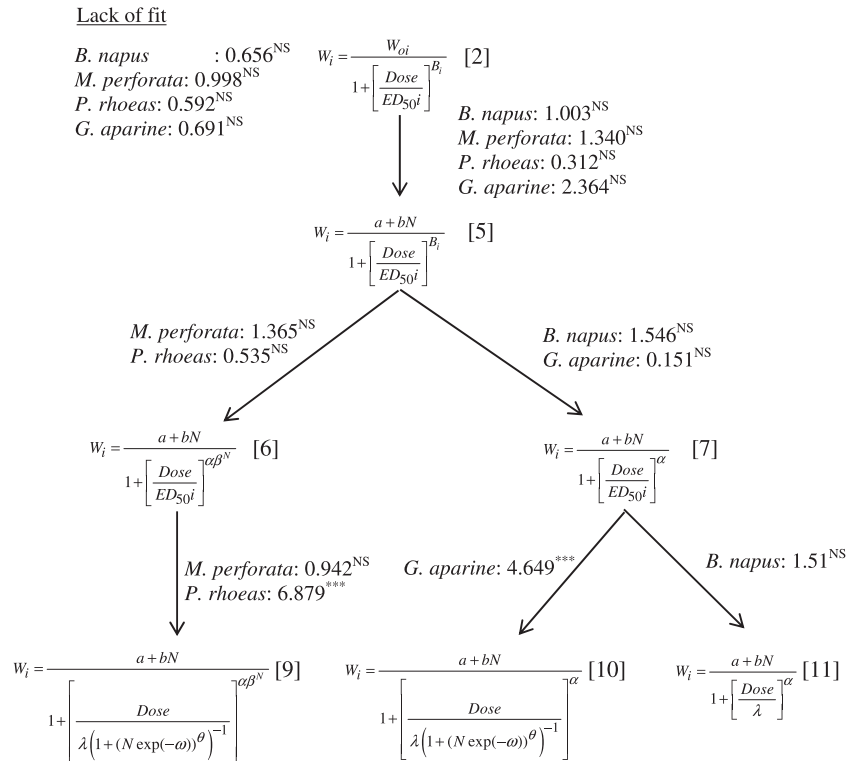 Lack of fit
B. napus : 0.656^NS
M. perforata: 0.998^NS
P. rhoeas: 0.592^NS
G. aparine: 0.691^NS
W_i = W_oi / (1+[Dose/ED_50 i]^B_i) [2]
B. napus: 1.003^NS
M. perforata: 1.340^NS
P. rhoeas: 0.312^NS
G. aparine: 2.364^NS
W_i = a+bN / (1+[Dose/ED_50 i]^B_i) [5]
M. perforata: 1.365^NS
P. rhoeas: 0.535^NS
B. napus: 1.546^NS
G. aparine: 0.151^NS
W_i = a+bN / (1+[Dose/ED_50 i]^αβ^N) [6]
W_i = a+bN / (1+[Dose/ED_50 i]^α) [7]
M. perforata: 0.942^NS
P. rhoeas: 6.879^***
G. aparine: 4.649^***
B. napus: 1.51^NS
W_i = a+bN / (1+[Dose/λ(1+(N exp(−ω))^θ)^−1]^αβ^N) [9]
W_i = a+bN / (1+[Dose/λ(1+(N exp(−ω))^θ)^−1]^α) [10]
W_i = a+bN / (1+[Dose/λ]^α) [11]